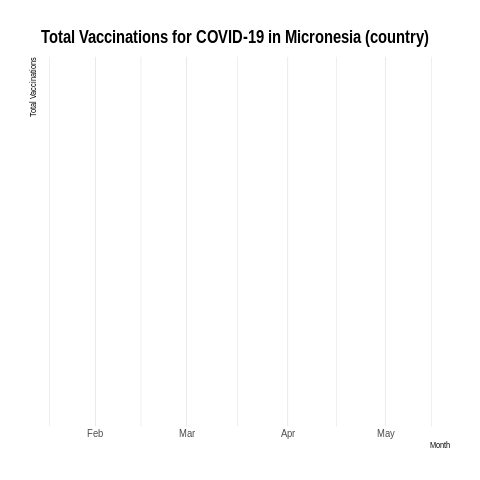 Total Vaccinations for COVID-19 in Micronesia (country)
Total Vaccinations
Feb Mar Apr May
Month